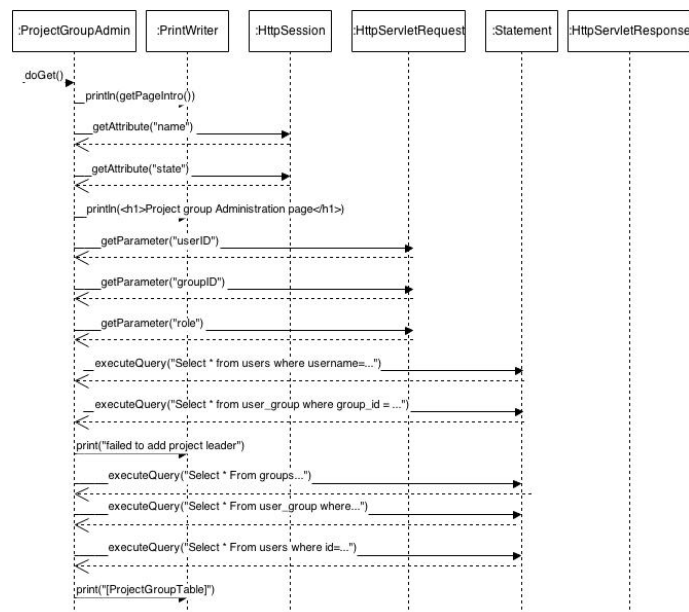 :ProjectGroupAdmin :PrintWriter :HttpSession :HttpServletRequest :Statement :HttpServletResponse
doGet()
println(getPageIntro())
getAttribute("name")
getAttribute("state")
println(<h1>Project group Administration page</h1>)
getParameter("userID")
getParameter("groupID")
getParameter("role")
executeQuery("Select * from users where username=...")
executeQuery("Select * from user_group where group_id = ...")
print("failed to add project leader")
executeQuery("Select * From groups...")
executeQuery("Select * From user_group where...")
executeQuery("Select * From users where id=...")
print("[ProjectGroupTable]")